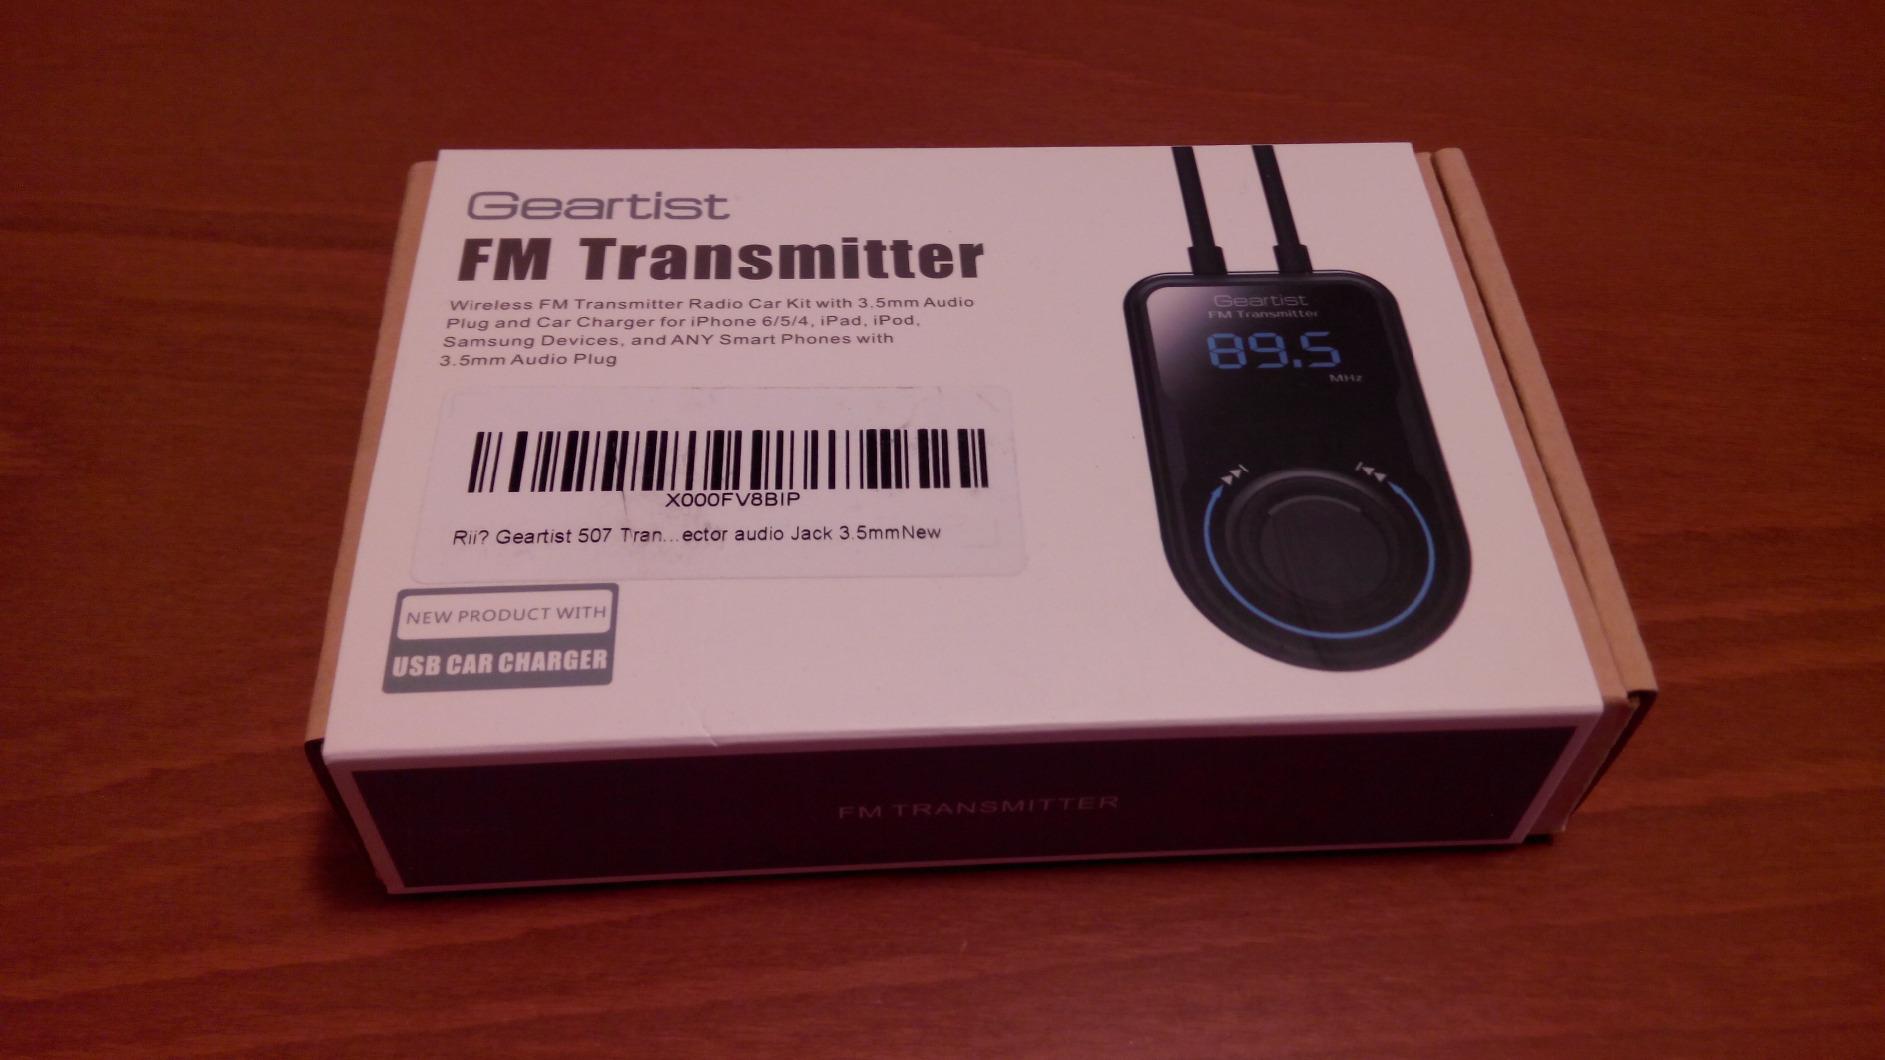 Geartist
FM Transmitter
Wireless FM Transmitter Radio Car Kit with 3.5mm Audio
Plug and Car Charger for iPhone 6/5/4, iPad, iPod,
Samsung Devices, and ANY Smart Phones with
3.5mm Audio Plug
X000FV8BIP
Rii? Geartist 507 Tran...ector audio Jack 3.5mmNew
NEW PRODUCT WITH
USB CAR CHARGER
Geartist
FM Transmitter
89.5
MHz
FM TRANSMITTER